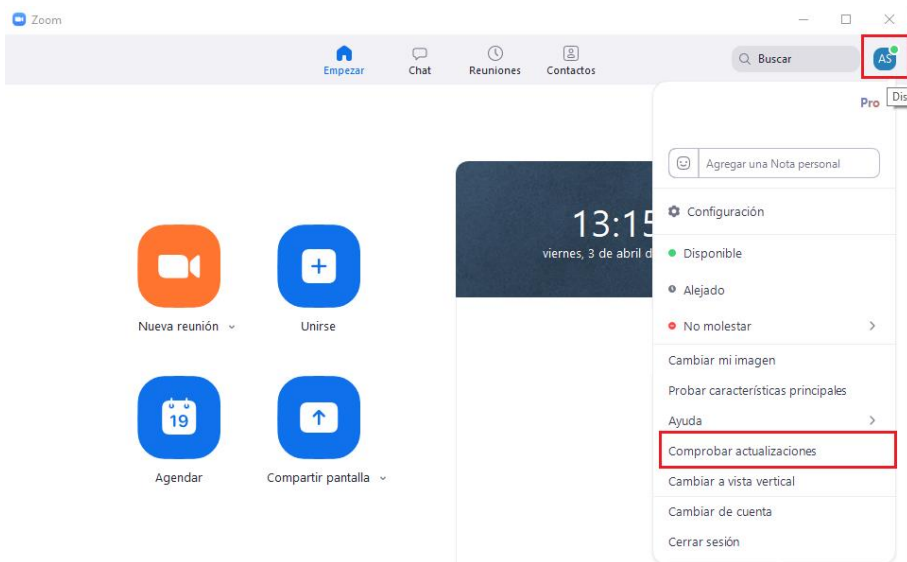 Zoom
Empezar
Chat
Reuniones
Contactos
Buscar
AS
Pro
Dis
Agregar una Nota personal
Configuración
13:15
viernes, 3 de abril d
Disponible
Alejado
No molestar
Nueva reunión
Unirse
Cambiar mi imagen
Probar características principales
Ayuda
19
Comprobar actualizaciones
Agendar
Compartir pantalla
Cambiar a vista vertical
Cambiar de cuenta
Cerrar sesión